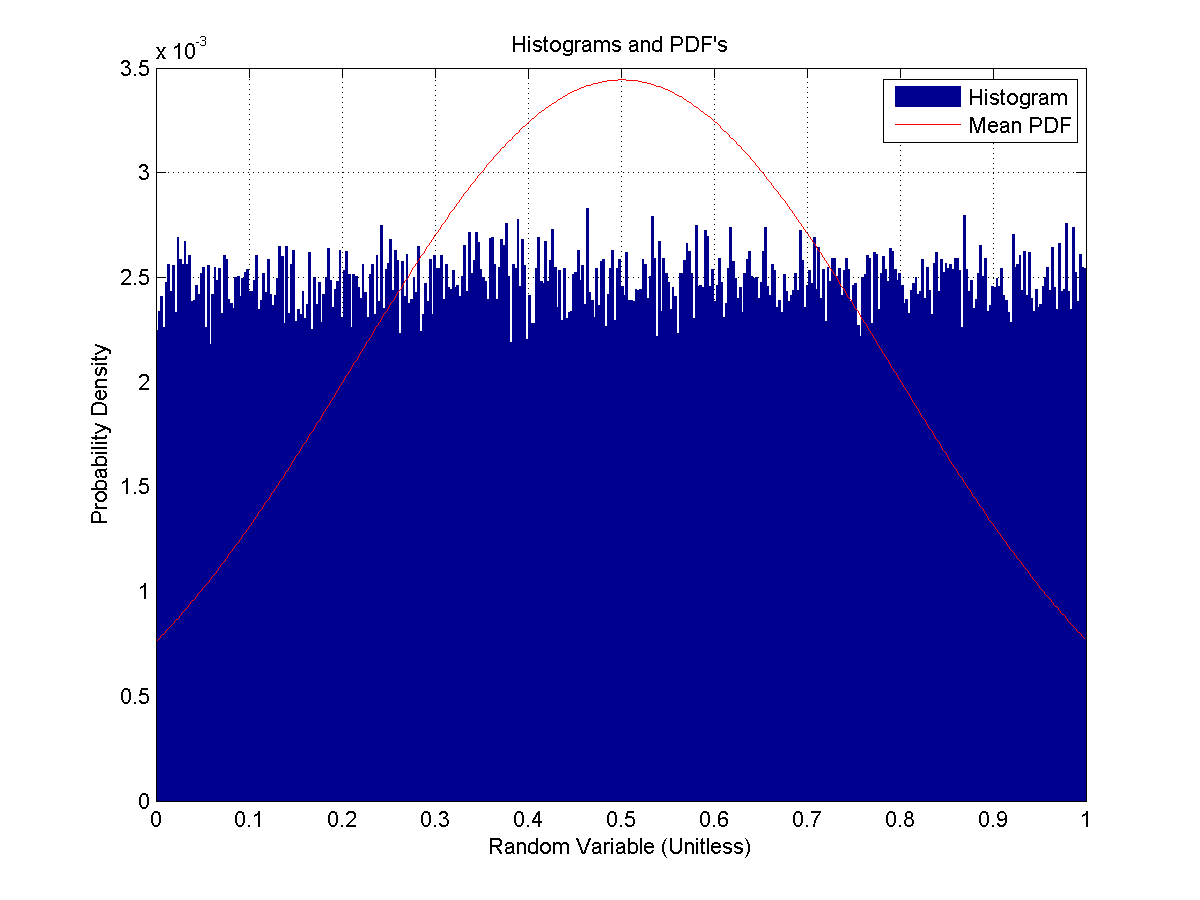 Histograms and PDF's
x 10-3
3.5
3
2.5
2
1.5
1
0.5
0
Probability Density
Histogram
Mean PDF
0 0.1 0.2 0.3 0.4 0.5 0.6 0.7 0.8 0.9 1
Random Variable (Unitless)